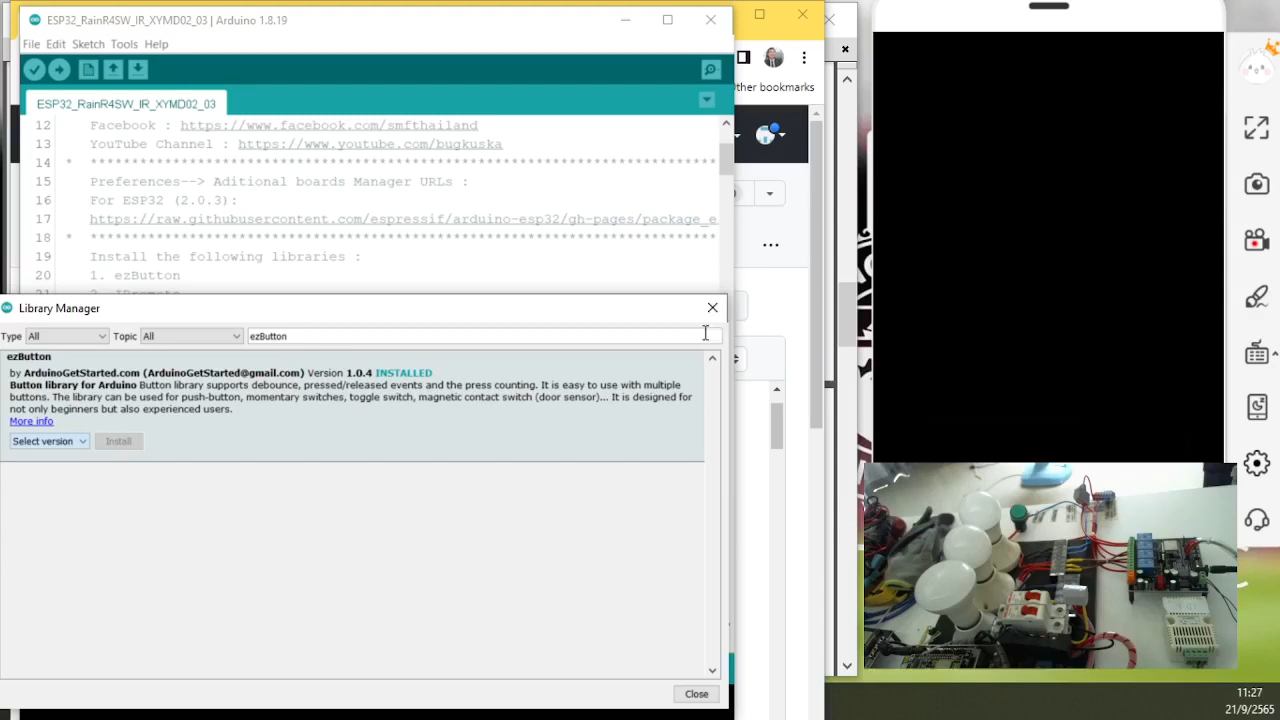 ESP32_RainR4SW_IR_XYMD02_03 | Arduino 1.8.19
File Edit Sketch Tools Help
ESP32_RainR4SW_IR_XYMD02_03
12 Facebook : https://www.facebook.com/smfthailand
13 YouTube Channel : https://www.youtube.com/bugkuska
14 * ****************************************************************************
15 Preferences--> Aditional boards Manager URLs :
16 For ESP32 (2.0.3):
17 https://raw.githubusercontent.com/espressif/arduino-esp32/gh-pages/package_e
18 * ****************************************************************************
19 Install the following libraries :
20 1. ezButton
Other bookmarks
Library Manager
Type All Topic All ezButton
ezButton
by ArduinoGetStarted.com (ArduinoGetStarted@gmail.com) Version 1.0.4 INSTALLED
Button library for Arduino Button library supports debounce, pressed/released events and the press counting. It is easy to use with multiple
buttons. The library can be used for push-button, momentary switches, toggle switch, magnetic contact switch (door sensor)... It is designed for
not only beginners but also experienced users.
More info
Select version Install
Close
11:27
21/9/2565